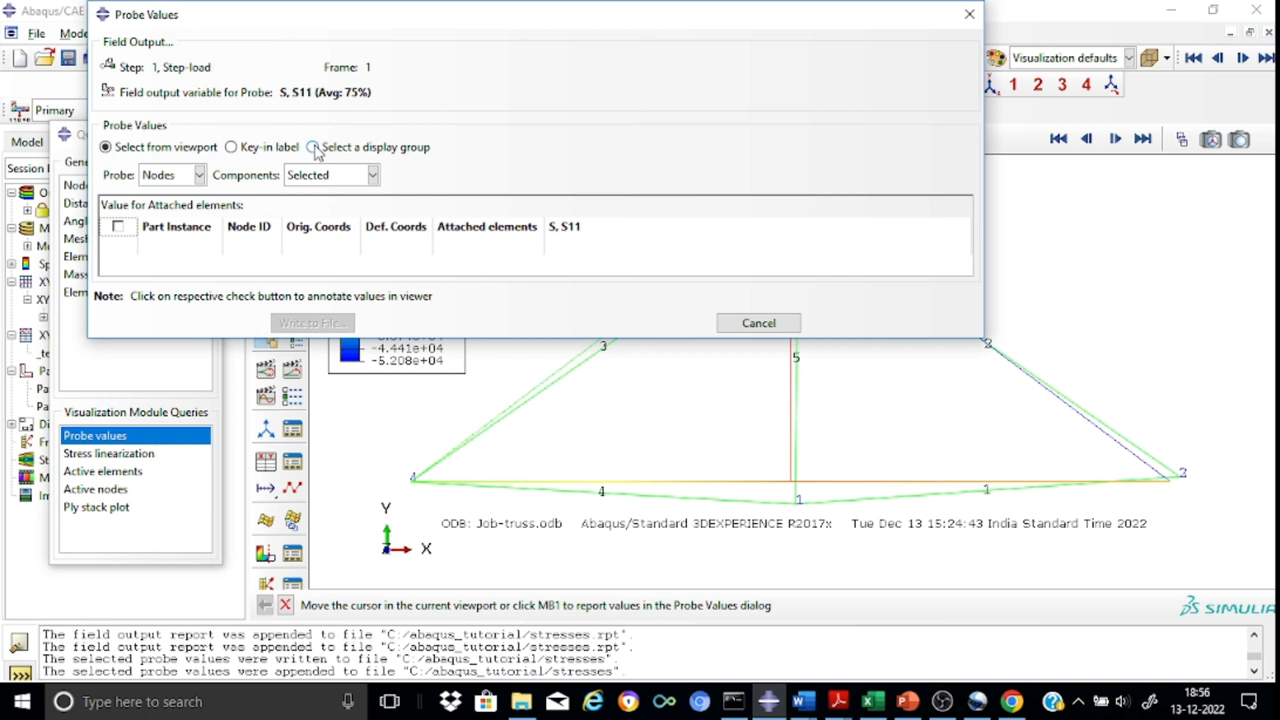 Abaqus/CAE
Probe Values
File Mode
Field Output...
Step: 1, Step-load Frame: 1
Field output variable for Probe: S, S11 (Avg: 75%)
Visualization defaults
1 2 3 4
Primary
Probe Values
Model
Select from viewport Key-in label Select a display group
Session
Probe: Nodes Components: Selected
Value for Attached elements:
Part Instance Node ID Orig. Coords Def. Coords Attached elements S, S11
Note: Click on respective check button to annotate values in viewer
Write to File... Cancel
-4.441e+04
-5.208e+04
3 5 2
Visualization Module Queries
Probe values
Stress linearization
Active elements
Active nodes
Ply stack plot
4 2
4 1 1
Y
X
ODB: Job-truss.odb Abaqus/Standard 3DEXPERIENCE R2017x Tue Dec 13 15:24:43 India Standard Time 2022
Move the cursor in the current viewport or click MB1 to report values in the Probe Values dialog
SIMULIA
The field output report was appended to file "C:/abaqus_tutorial/stresses.rpt".
The field output report was appended to file "C:/abaqus_tutorial/stresses.rpt".
The selected probe values were written to file "C:/abaqus_tutorial/stresses".
The selected probe values were appended to file "C:/abaqus_tutorial/stresses".
Type here to search
18:56
13-12-2022